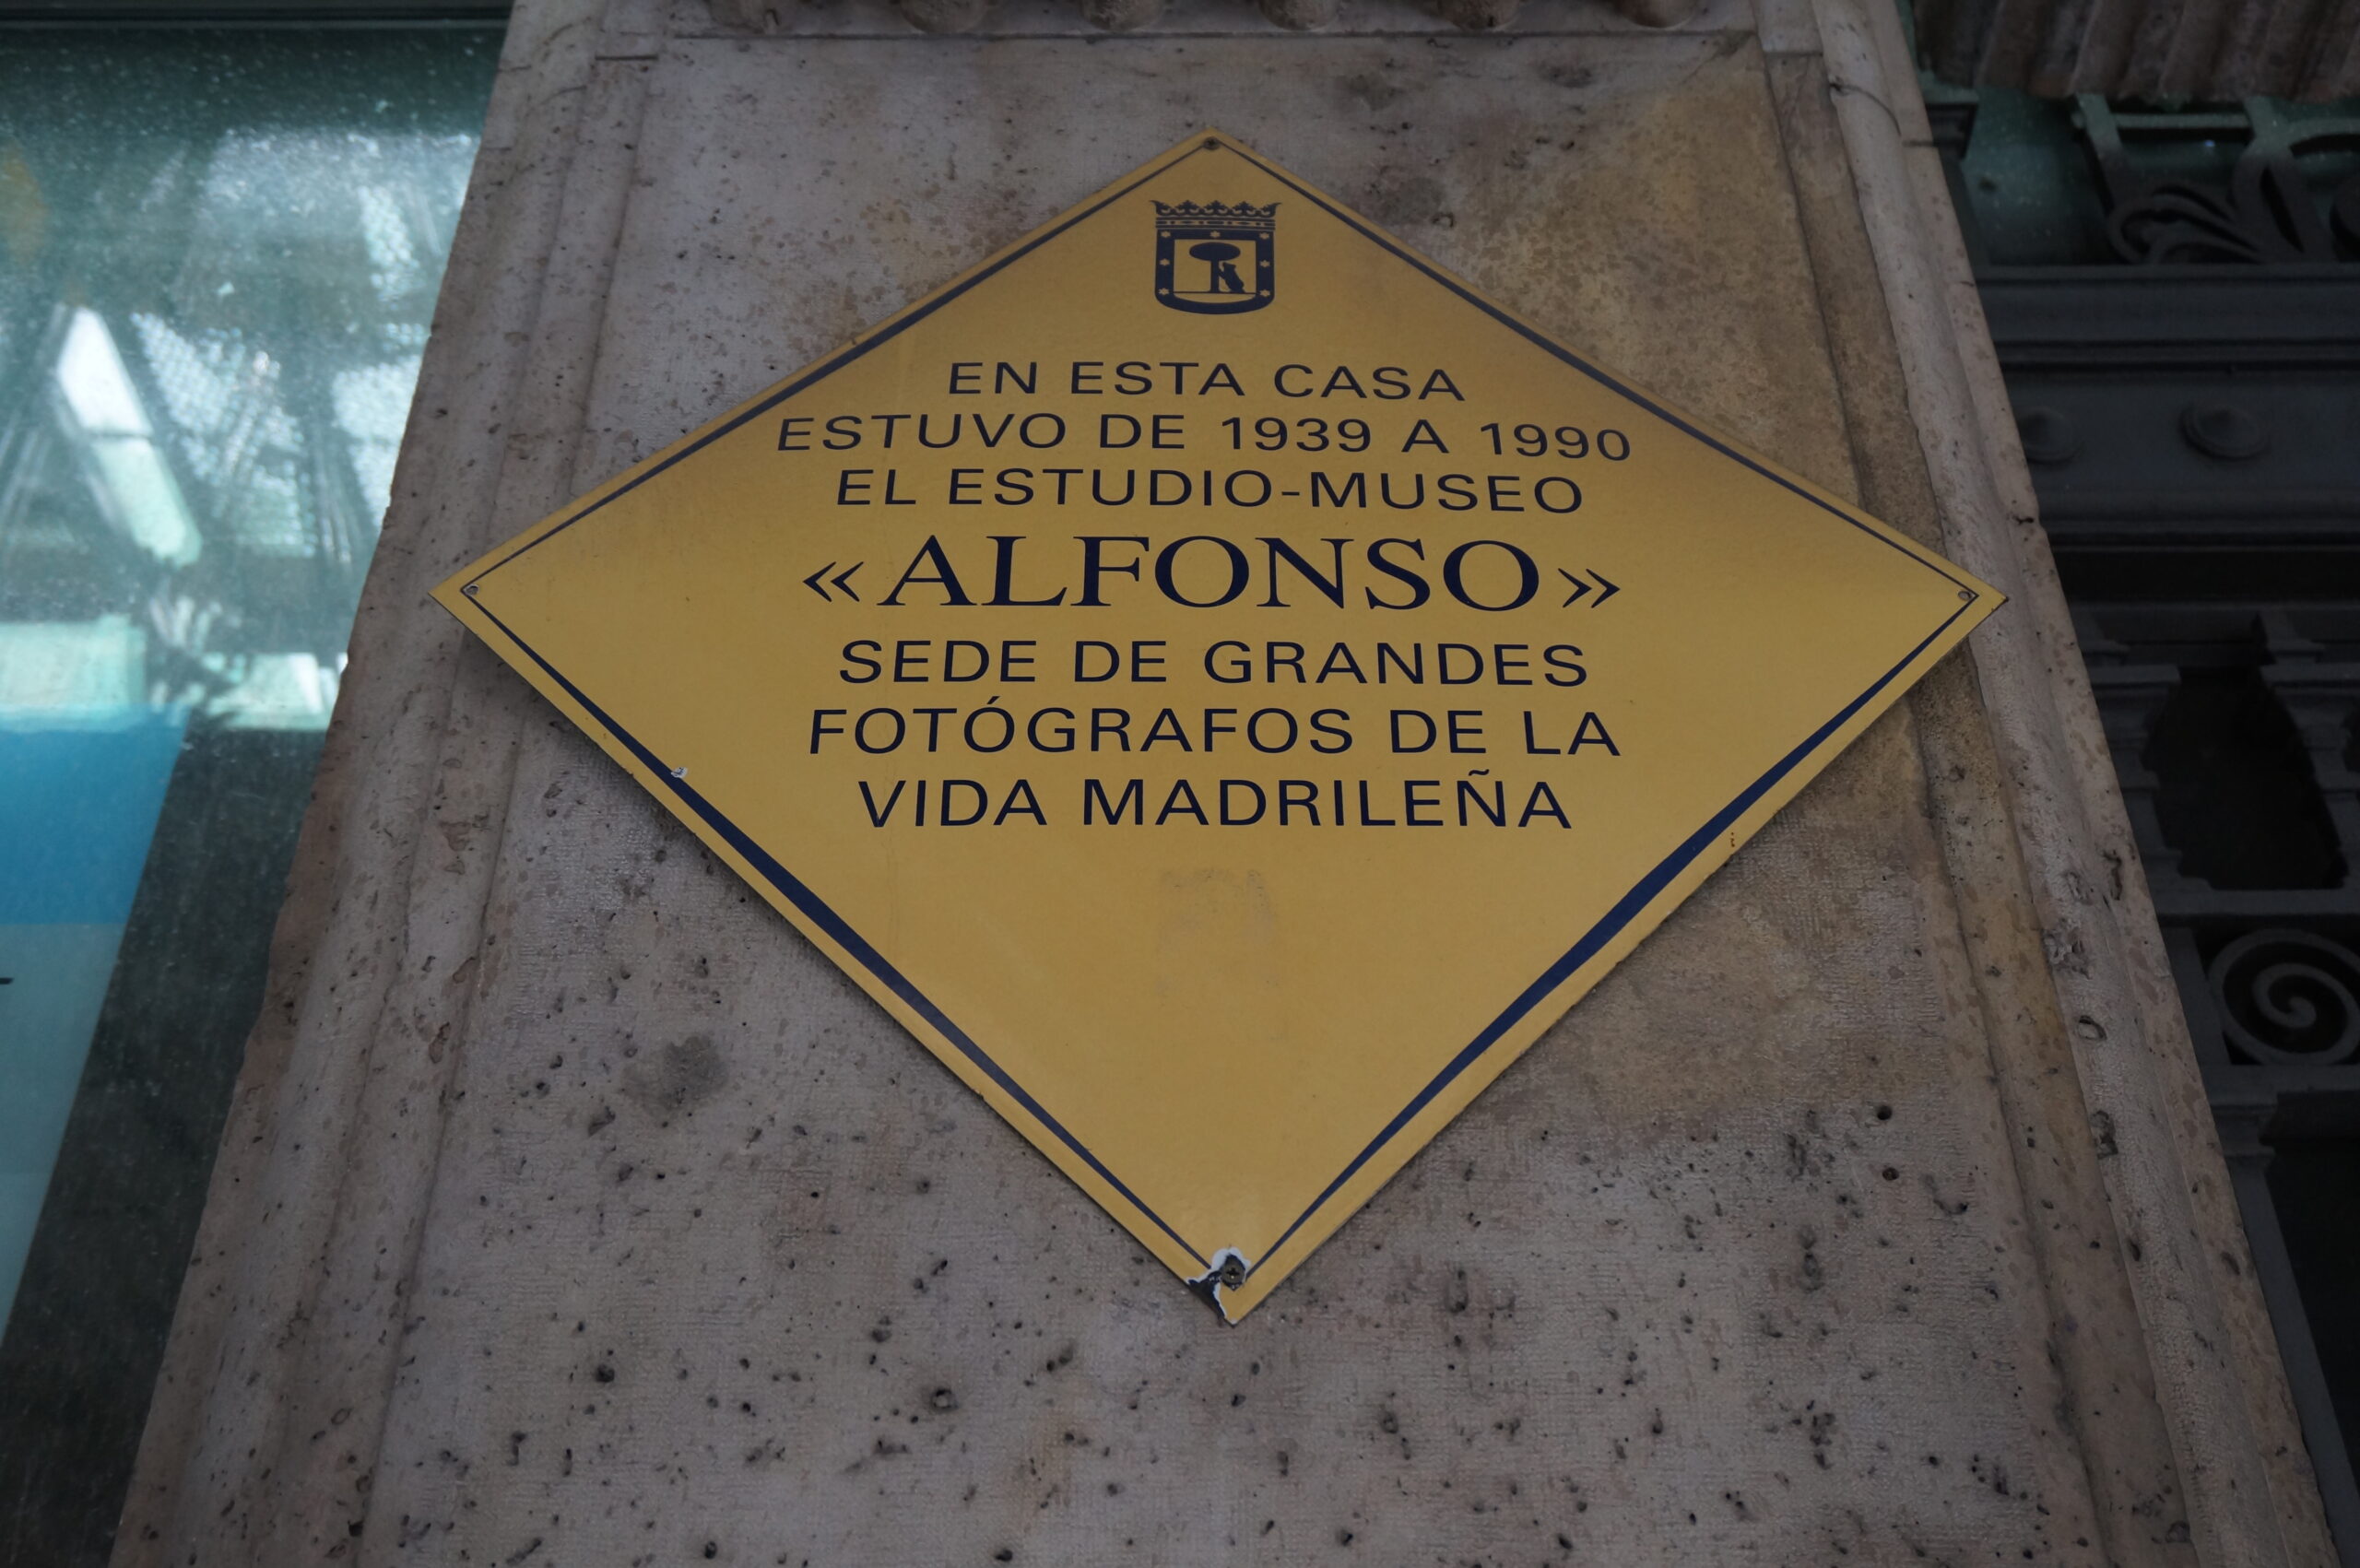 EN ESTA CASA
ESTUVO DE 1939 A 1990
EL ESTUDIO-MUSEO
«ALFONSO»
SEDE DE GRANDES
FOTÓGRAFOS DE LA
VIDA MADRILEÑA